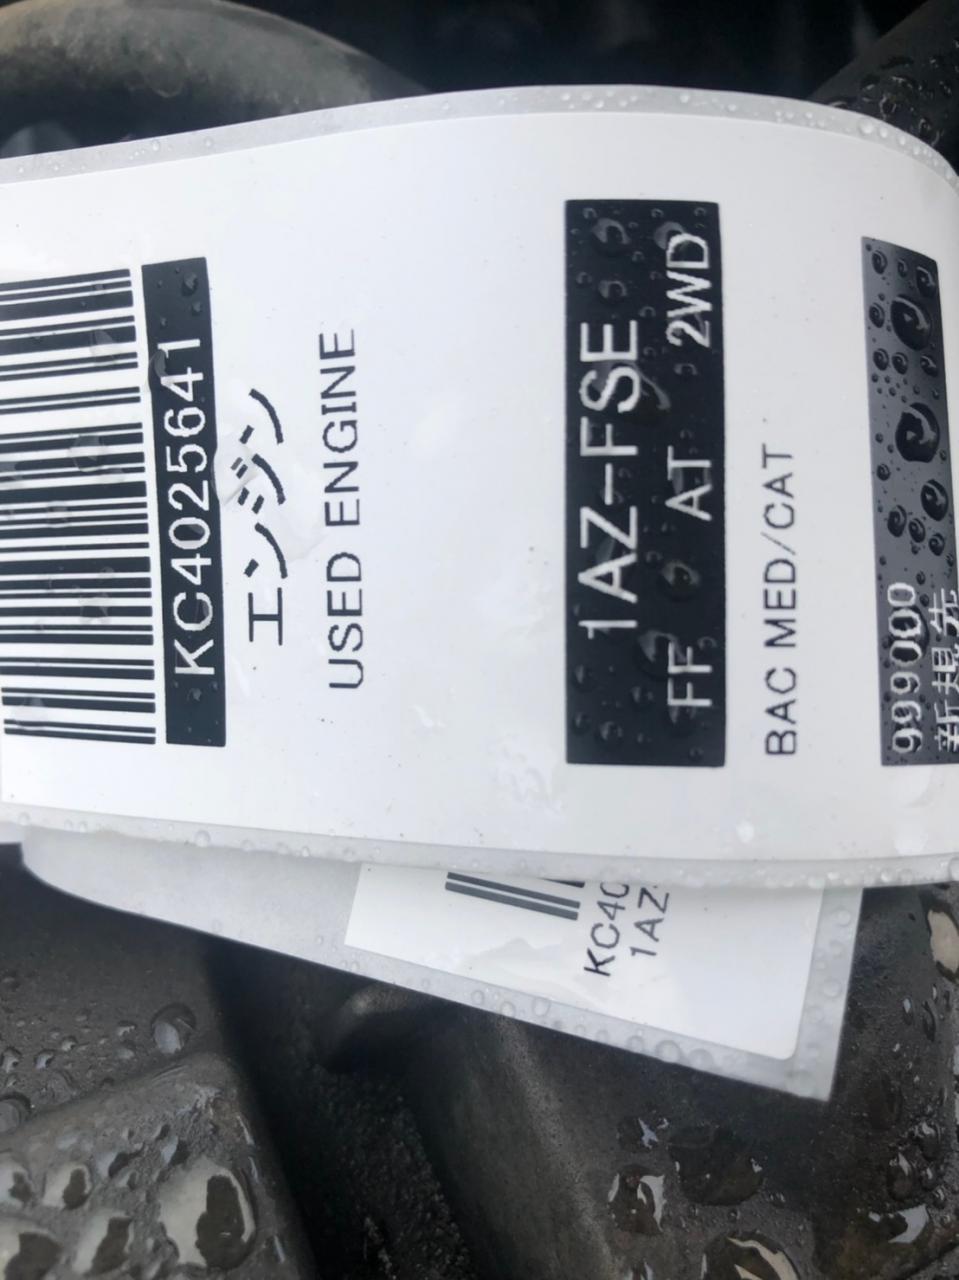 KC4025641
エンジン
USED ENGINE
1AZ-FSE
FF AT 2WD
BAC MED/CAT
999000
新規先
KC40
1AZ-